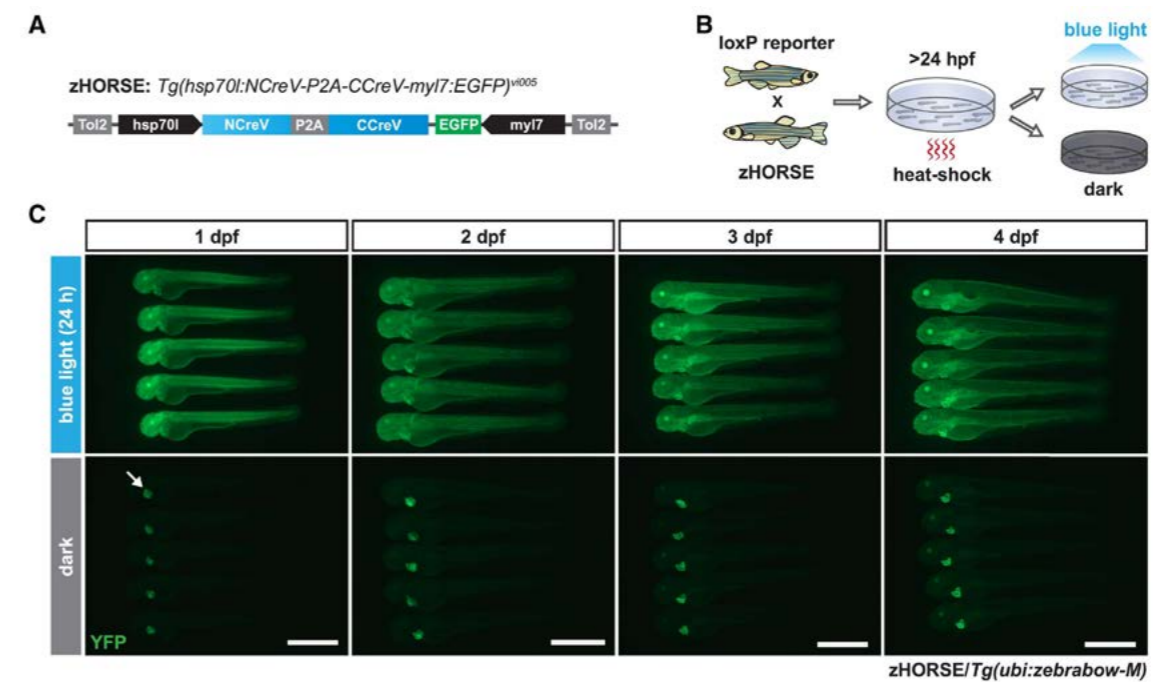 A
zHORSE: Tg(hsp70l:NCreV-P2A-CCreV-myl7:EGFP)vi005
Tol2 hsp70l NCreV P2A CCreV EGFP myl7 Tol2
B
loxP reporter
x
zHORSE
>24 hpf
heat-shock
blue light
dark
C
1 dpf 2 dpf 3 dpf 4 dpf
blue light (24 h)
dark
YFP
zHORSE/Tg(ubi:zebrabow-M)